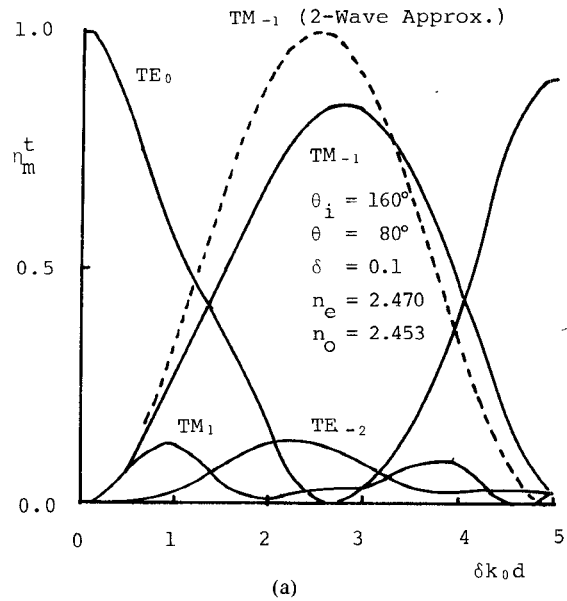 TM₋₁ (2-Wave Approx.)
1.0
TE₀
ηₘᵗ
TM₋₁
θᵢ = 160°
θ = 80°
δ = 0.1
0.5
nₑ = 2.470
nₒ = 2.453
TM₁
TE₋₂
0.0
0 1 2 3 4 5
δk₀d
(a)